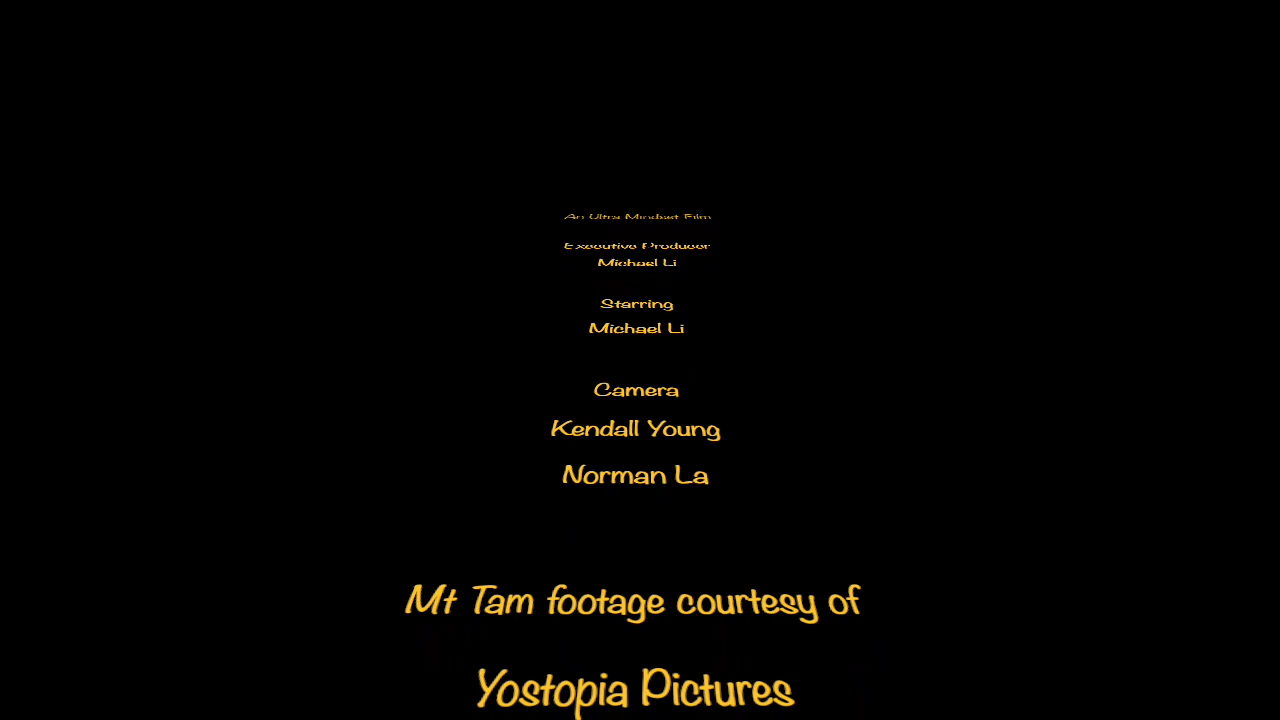 An Ultra Mindset Film
Executive Producer
Michael Li
Starring
Michael Li
Camera
Kendall Young
Norman La
Mt Tam footage courtesy of
Yostopia Pictures